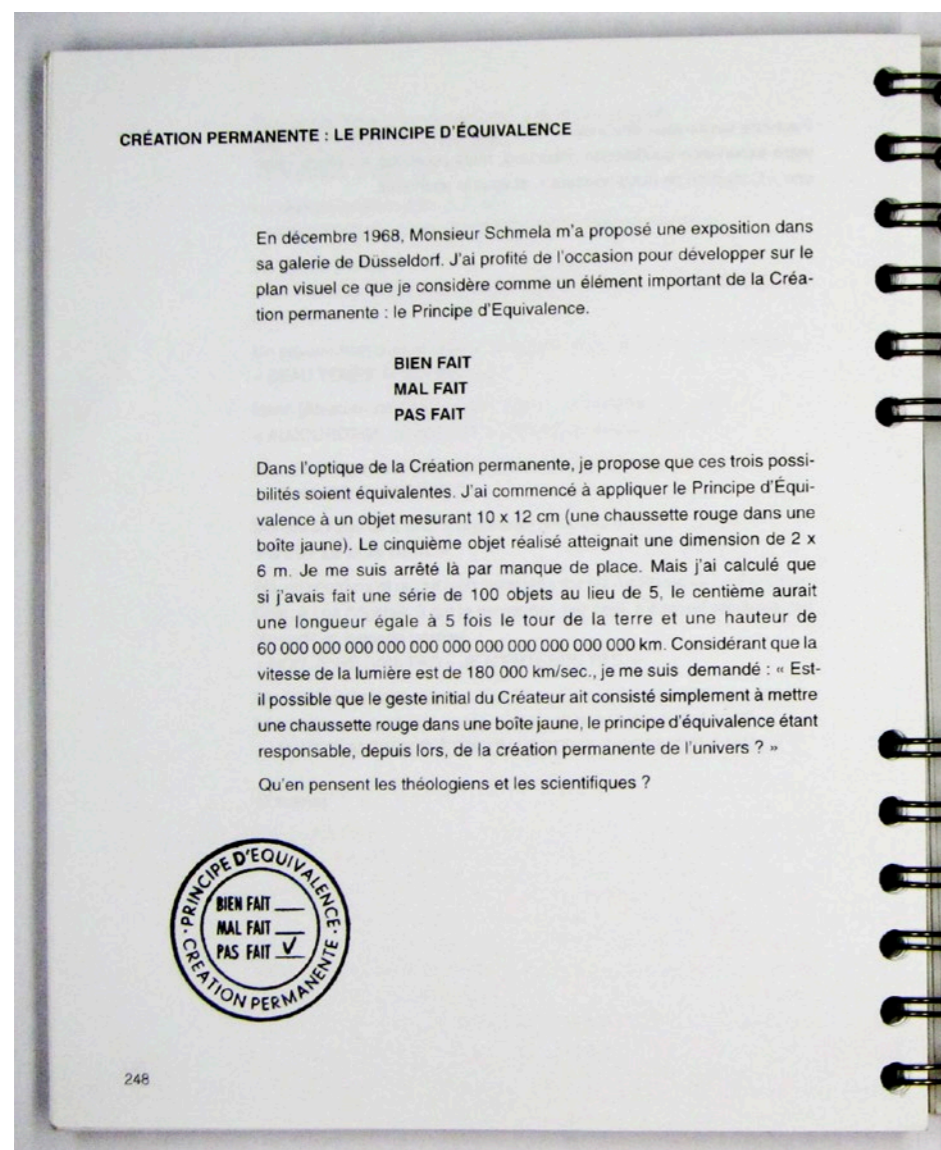 CRÉATION PERMANENTE : LE PRINCIPE D'ÉQUIVALENCE
En décembre 1968, Monsieur Schmela m'a proposé une exposition dans
sa galerie de Düsseldorf. J'ai profité de l'occasion pour développer sur le
plan visuel ce que je considère comme un élément important de la Créa-
tion permanente : le Principe d'Equivalence.
BIEN FAIT
MAL FAIT
PAS FAIT
Dans l'optique de la Création permanente, je propose que ces trois possi-
bilités soient équivalentes. J'ai commencé à appliquer le Principe d'Équi-
valence à un objet mesurant 10 x 12 cm (une chaussette rouge dans une
boîte jaune). Le cinquième objet réalisé atteignait une dimension de 2 x
6 m. Je me suis arrêté là par manque de place. Mais j'ai calculé que
si j'avais fait une série de 100 objets au lieu de 5, le centième aurait
une longueur égale à 5 fois le tour de la terre et une hauteur de
60 000 000 000 000 000 000 000 000 000 000 000 km. Considérant que la
vitesse de la lumière est de 180 000 km/sec., je me suis demandé : « Est-
il possible que le geste initial du Créateur ait consisté simplement à mettre
une chaussette rouge dans une boîte jaune, le principe d'équivalence étant
responsable, depuis lors, de la création permanente de l'univers ? »
Qu'en pensent les théologiens et les scientifiques ?
· PRINCIPE D'EQUIVALENCE ·
BIEN FAIT ___
MAL FAIT ___
PAS FAIT _✓_
CREATION PERMANENTE
248